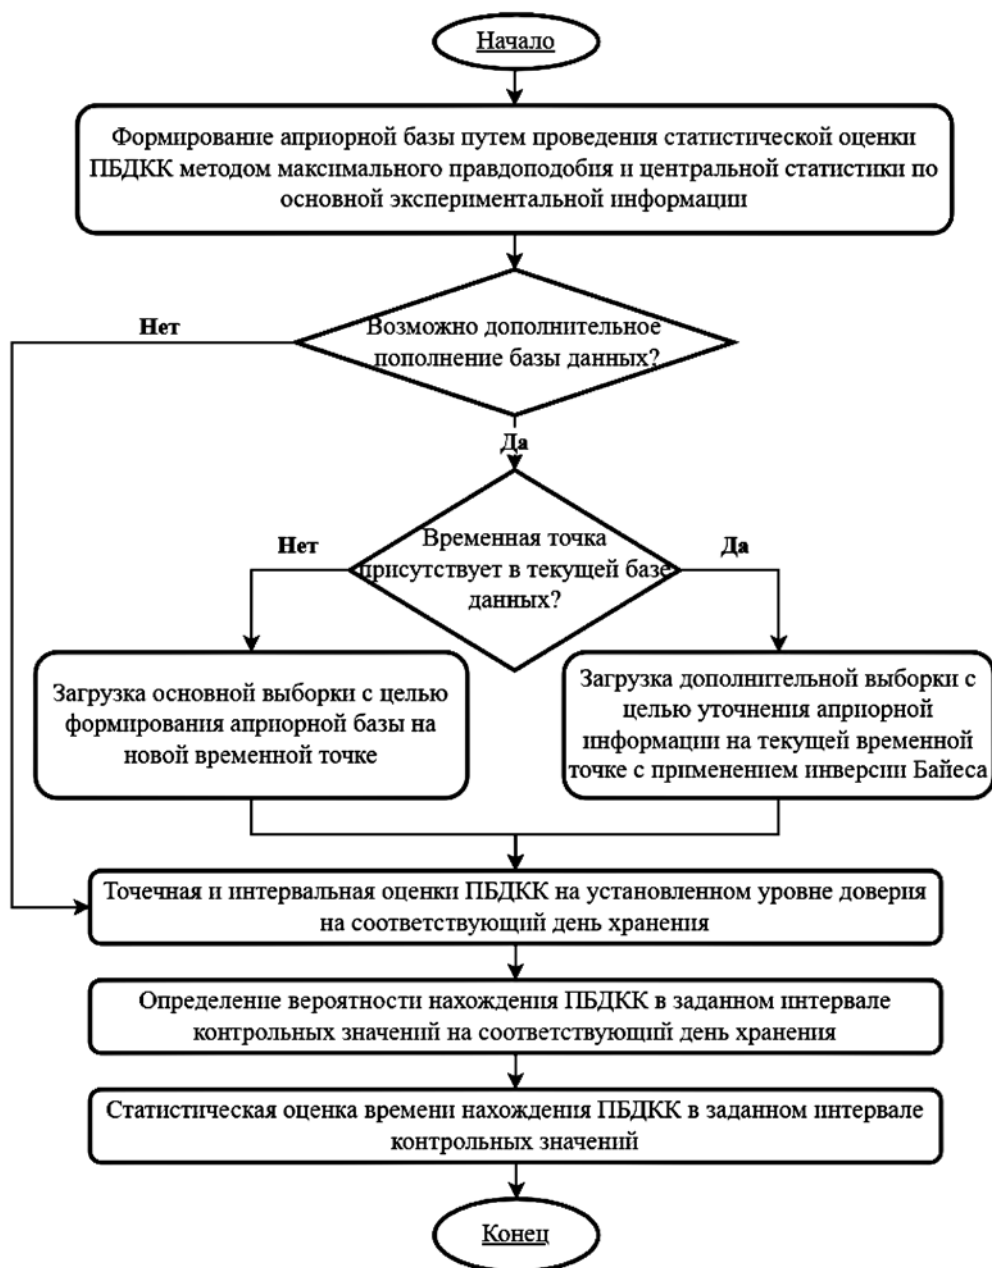 Начало
Формирование априорной базы путем проведения статистической оценки
ПБДКК методом максимального правдоподобия и центральной статистики по
основной экспериментальной информации
Возможно дополнительное
пополнение базы данных?
Нет
Да
Временная точка
присутствует в текущей базе
данных?
Нет
Да
Загрузка основной выборки с целью
формирования априорной базы на
новой временной точке
Загрузка дополнительной выборки с
целью уточнения априорной
информации на текущей временной
точке с применением инверсии Байеса
Точечная и интервальная оценки ПБДКК на установленном уровне доверия
на соответствующий день хранения
Определение вероятности нахождения ПБДКК в заданном интервале
контрольных значений на соответствующий день хранения
Статистическая оценка времени нахождения ПБДКК в заданном интервале
контрольных значений
Конец